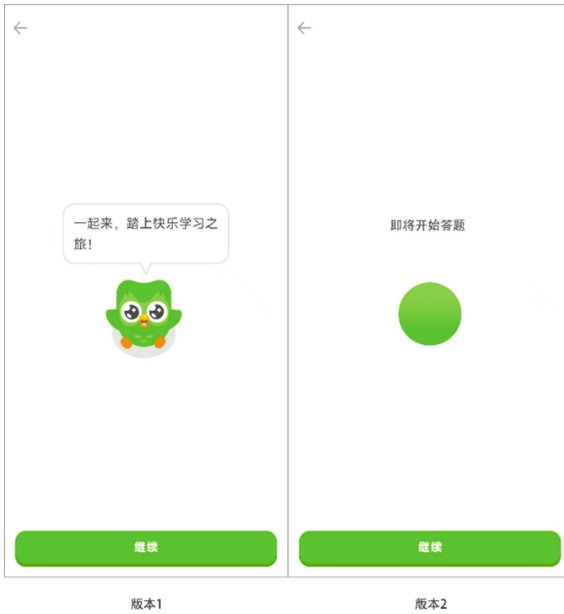 一起来，踏上快乐学习之
旅！
继续
版本1
即将开始答题
继续
版本2